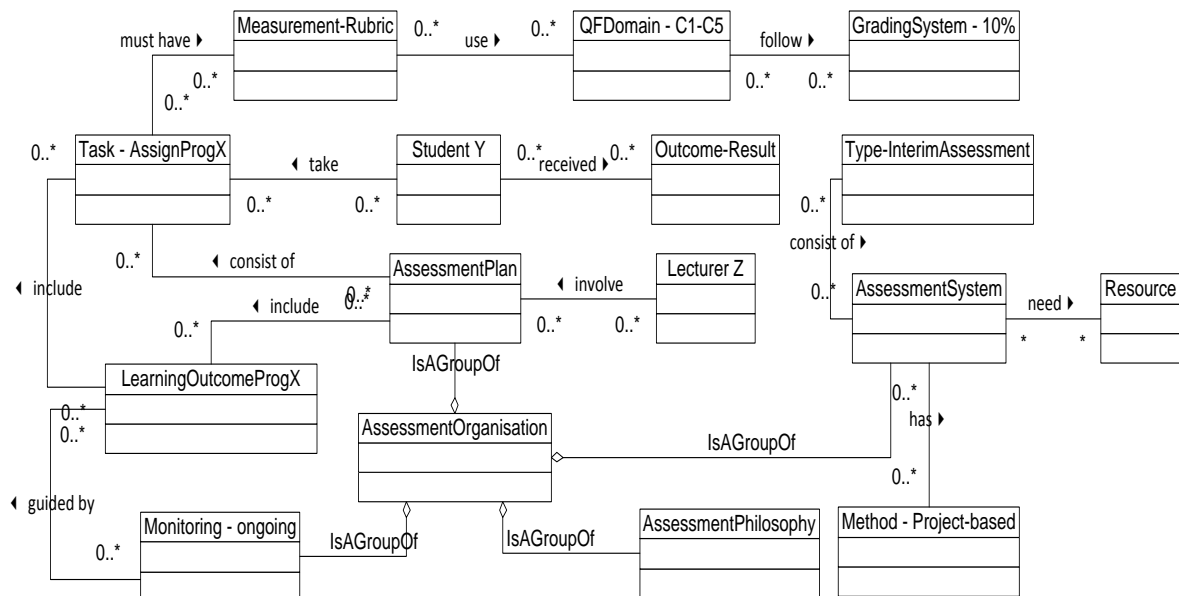 Measurement-Rubric
0..*
0..*
QFDomain - C1-C5
GradingSystem - 10%
must have
use
follow
0..*
0..*
0..*
0..*
0..*
Task - AssignProgX
Student Y
0..*
0..*
Outcome-Result
Type-InterimAssessment
take
received
0..*
0..*
0..*
consist of
0..*
consist of
AssessmentPlan
Lecturer Z
include
include
0..*
0..*
involve
0..*
AssessmentSystem
need
Resource
0..*
0..*
0..*
*
*
IsAGroupOf
LearningOutcomeProgX
0..*
0..*
0..*
AssessmentOrganisation
has
IsAGroupOf
0..*
guided by
Monitoring - ongoing
AssessmentPhilosophy
Method - Project-based
0..*
IsAGroupOf
IsAGroupOf